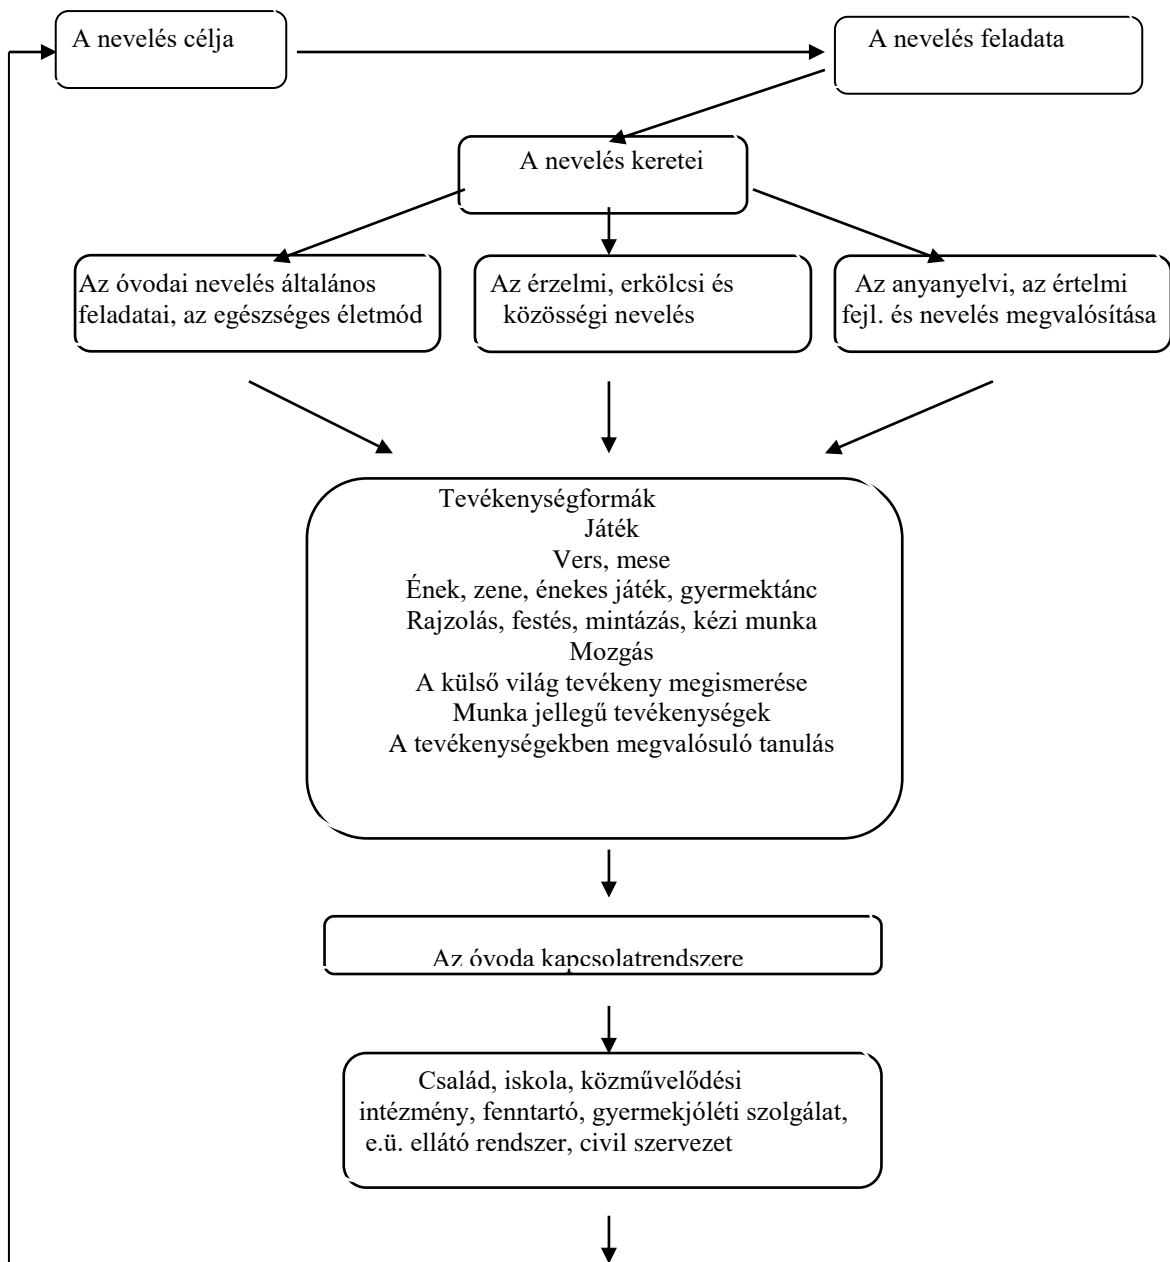 A nevelés célja
A nevelés feladata
A nevelés keretei
Az óvodai nevelés általános
feladatai, az egészséges életmód
Az érzelmi, erkölcsi és
közösségi nevelés
Az anyanyelvi, az értelmi
fejl. és nevelés megvalósítása
Tevékenységformák
Játék
Vers, mese
Ének, zene, énekes játék, gyermektánc
Rajzolás, festés, mintázás, kézi munka
Mozgás
A külső világ tevékeny megismerése
Munka jellegű tevékenységek
A tevékenységekben megvalósuló tanulás
Az óvoda kapcsolatrendszere
Család, iskola, közművelődési
intézmény, fenntartó, gyermekjóléti szolgálat,
e.ü. ellátó rendszer, civil szervezet